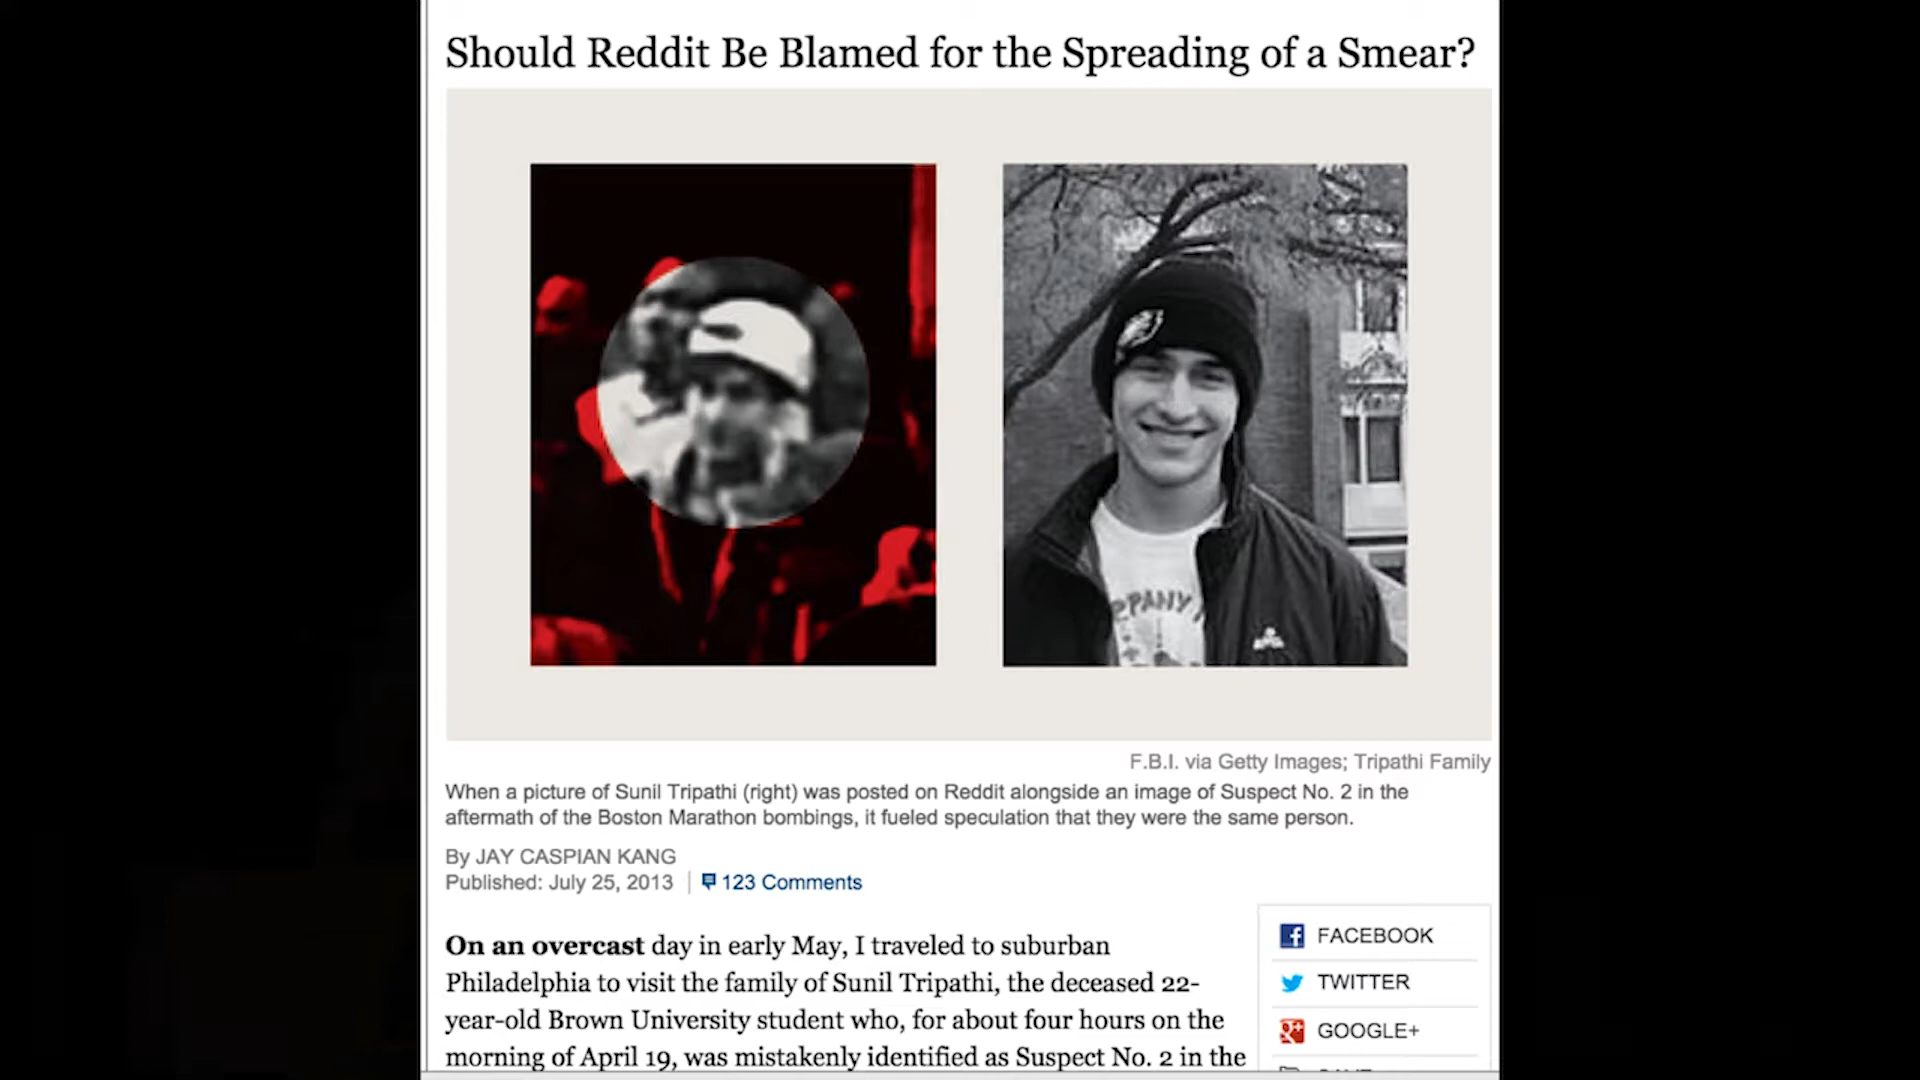 Should Reddit Be Blamed for the Spreading of a Smear?
PPANY
F.B.I. via Getty Images; Tripathi Family
When a picture of Sunil Tripathi (right) was posted on Reddit alongside an image of Suspect No. 2 in the
aftermath of the Boston Marathon bombings, it fueled speculation that they were the same person.
By JAY CASPIAN KANG
Published: July 25, 2013 | 123 Comments
On an overcast day in early May, I traveled to suburban
Philadelphia to visit the family of Sunil Tripathi, the deceased 22-
year-old Brown University student who, for about four hours on the
morning of April 19, was mistakenly identified as Suspect No. 2 in the
FACEBOOK
TWITTER
GOOGLE+